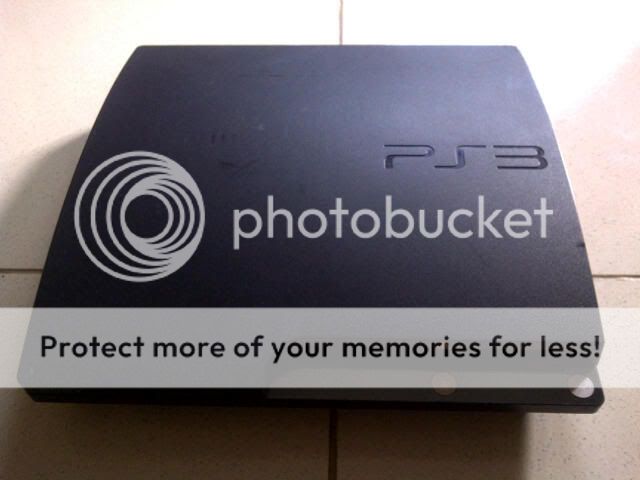 PS3
photobucket
Protect more of your memories for less!